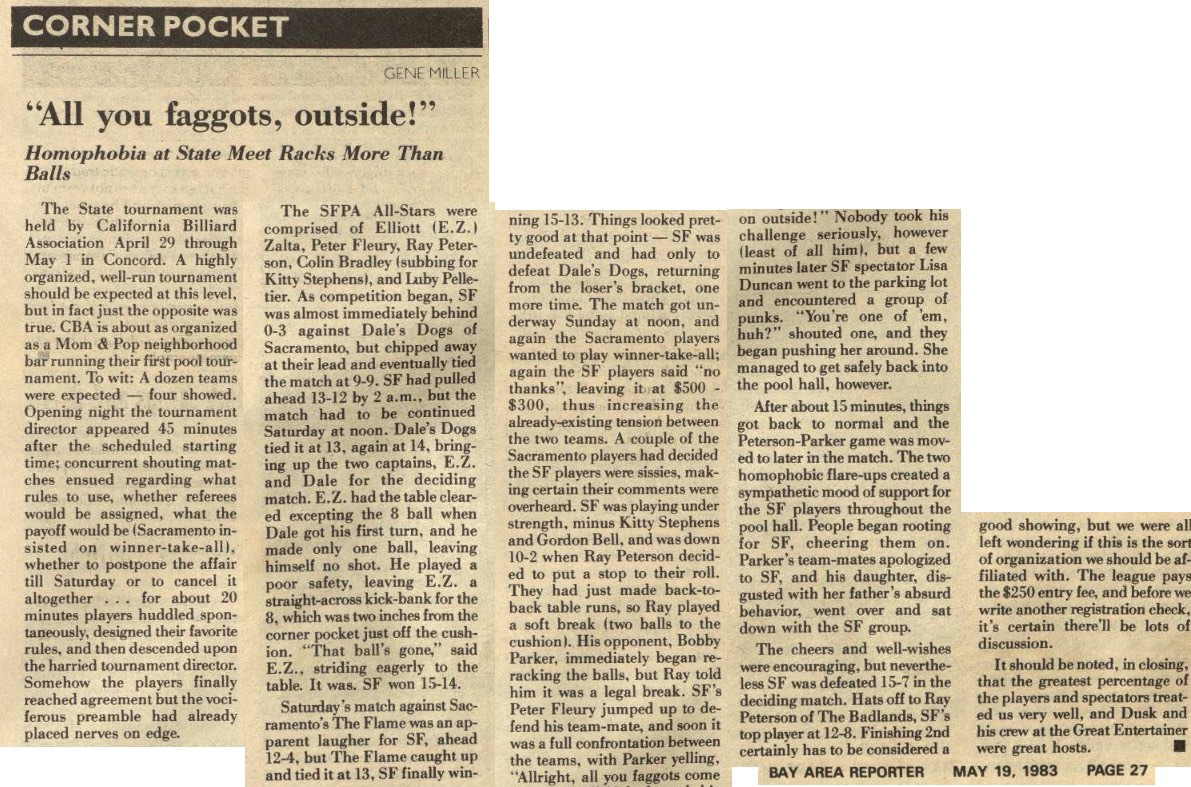 CORNER POCKET
GENE MILLER
"All you faggots, outside!"
Homophobia at State Meet Racks More Than
Balls
The State tournament was
held by California Billiard
Association April 29 through
May 1 in Concord. A highly
organized, well-run tournament
should be expected at this level,
but in fact just the opposite was
true. CBA is about as organized
as a Mom & Pop neighborhood
bar running their first pool tour-
nament. To wit: A dozen teams
were expected — four showed.
Opening night the tournament
director appeared 45 minutes
after the scheduled starting
time; concurrent shouting mat-
ches ensued regarding what
rules to use, whether referees
would be assigned, what the
payoff would be (Sacramento in-
sisted on winner-take-all),
whether to postpone the affair
till Saturday or to cancel it
altogether . . . for about 20
minutes players huddled spon-
taneously, designed their favorite
rules, and then descended upon
the harried tournament director.
Somehow the players finally
reached agreement but the voci-
ferous preamble had already
placed nerves on edge.
The SFPA All-Stars were
comprised of Elliott (E.Z.)
Zalta, Peter Fleury, Ray Peter-
son, Colin Bradley (subbing for
Kitty Stephens), and Luby Pelle-
tier. As competition began, SF
was almost immediately behind
0-3 against Dale's Dogs of
Sacramento, but chipped away
at their lead and eventually tied
the match at 9-9. SF had pulled
ahead 13-12 by 2 a.m., but the
match had to be continued
Saturday at noon. Dale's Dogs
tied it at 13, again at 14, bring-
ing up the two captains, E.Z.
and Dale for the deciding
match. E.Z. had the table clear-
ed excepting the 8 ball when
Dale got his first turn, and he
made only one ball, leaving
himself no shot. He played a
poor safety, leaving E.Z. a
straight-across kick-bank for the
8, which was two inches from the
corner pocket just off the cush-
ion. "That ball's gone," said
E.Z., striding eagerly to the
table. It was. SF won 15-14.
Saturday's match against Sac-
ramento's The Flame was an ap-
parent laugher for SF, ahead
12-4, but The Flame caught up
and tied it at 13, SF finally win-
ning 15-13. Things looked pret-
ty good at that point — SF was
undefeated and had only to
defeat Dale's Dogs, returning
from the loser's bracket, one
more time. The match got un-
derway Sunday at noon, and
again the Sacramento players
wanted to play winner-take-all;
again the SF players said "no
thanks", leaving it at $500 -
$300, thus increasing the
already-existing tension between
the two teams. A couple of the
Sacramento players had decided
the SF players were sissies, mak-
ing certain their comments were
overheard. SF was playing under
strength, minus Kitty Stephens
and Gordon Bell, and was down
10-2 when Ray Peterson decid-
ed to put a stop to their roll.
They had just made back-to-
back table runs, so Ray played
a soft break (two balls to the
cushion). His opponent, Bobby
Parker, immediately began re-
racking the balls, but Ray told
him it was a legal break. SF's
Peter Fleury jumped up to de-
fend his team-mate, and soon it
was a full confrontation between
the teams, with Parker yelling,
"Allright, all you faggots come
on outside!" Nobody took his
challenge seriously, however
(least of all him), but a few
minutes later SF spectator Lisa
Duncan went to the parking lot
and encountered a group of
punks. "You're one of 'em,
huh?" shouted one, and they
began pushing her around. She
managed to get safely back into
the pool hall, however.
After about 15 minutes, things
got back to normal and the
Peterson-Parker game was mov-
ed to later in the match. The two
homophobic flare-ups created a
sympathetic mood of support for
the SF players throughout the
pool hall. People began rooting
for SF, cheering them on.
Parker's team-mates apologized
to SF, and his daughter, dis-
gusted with her father's absurd
behavior, went over and sat
down with the SF group.
The cheers and well-wishes
were encouraging, but neverthe-
less SF was defeated 15-7 in the
deciding match. Hats off to Ray
Peterson of The Badlands, SF's
top player at 12-8. Finishing 2nd
certainly has to be considered a
good showing, but we were all
left wondering if this is the sort
of organization we should be af-
filiated with. The league pays
the $250 entry fee, and before we
write another registration check,
it's certain there'll be lots of
discussion.
It should be noted, in closing,
that the greatest percentage of
the players and spectators treat-
ed us very well, and Dusk and
his crew at the Great Entertainer
were great hosts. ■
BAY AREA REPORTER MAY 19, 1983 PAGE 27